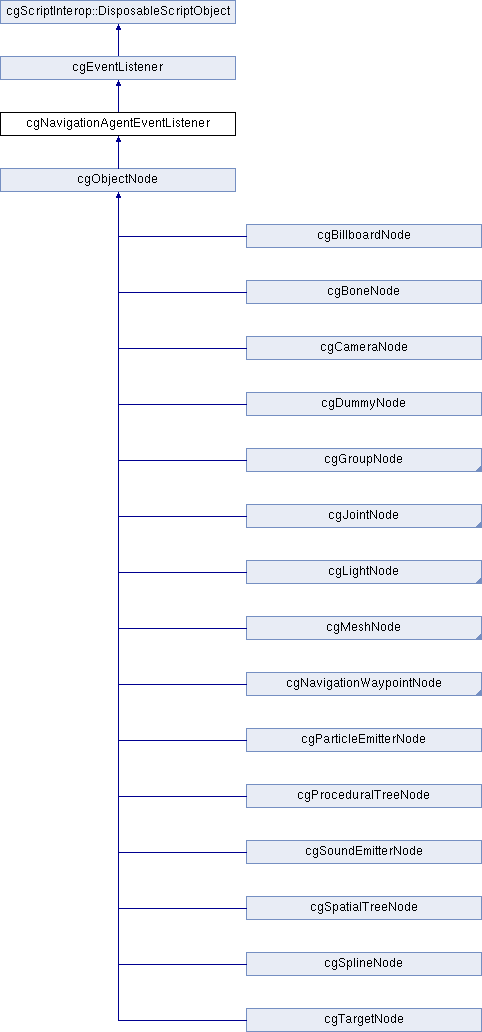 cgScriptInterop::DisposableScriptObject
cgEventListener
cgNavigationAgentEventListener
cgObjectNode
cgBillboardNode
cgBoneNode
cgCameraNode
cgDummyNode
cgGroupNode
cgJointNode
cgLightNode
cgMeshNode
cgNavigationWaypointNode
cgParticleEmitterNode
cgProceduralTreeNode
cgSoundEmitterNode
cgSpatialTreeNode
cgSplineNode
cgTargetNode